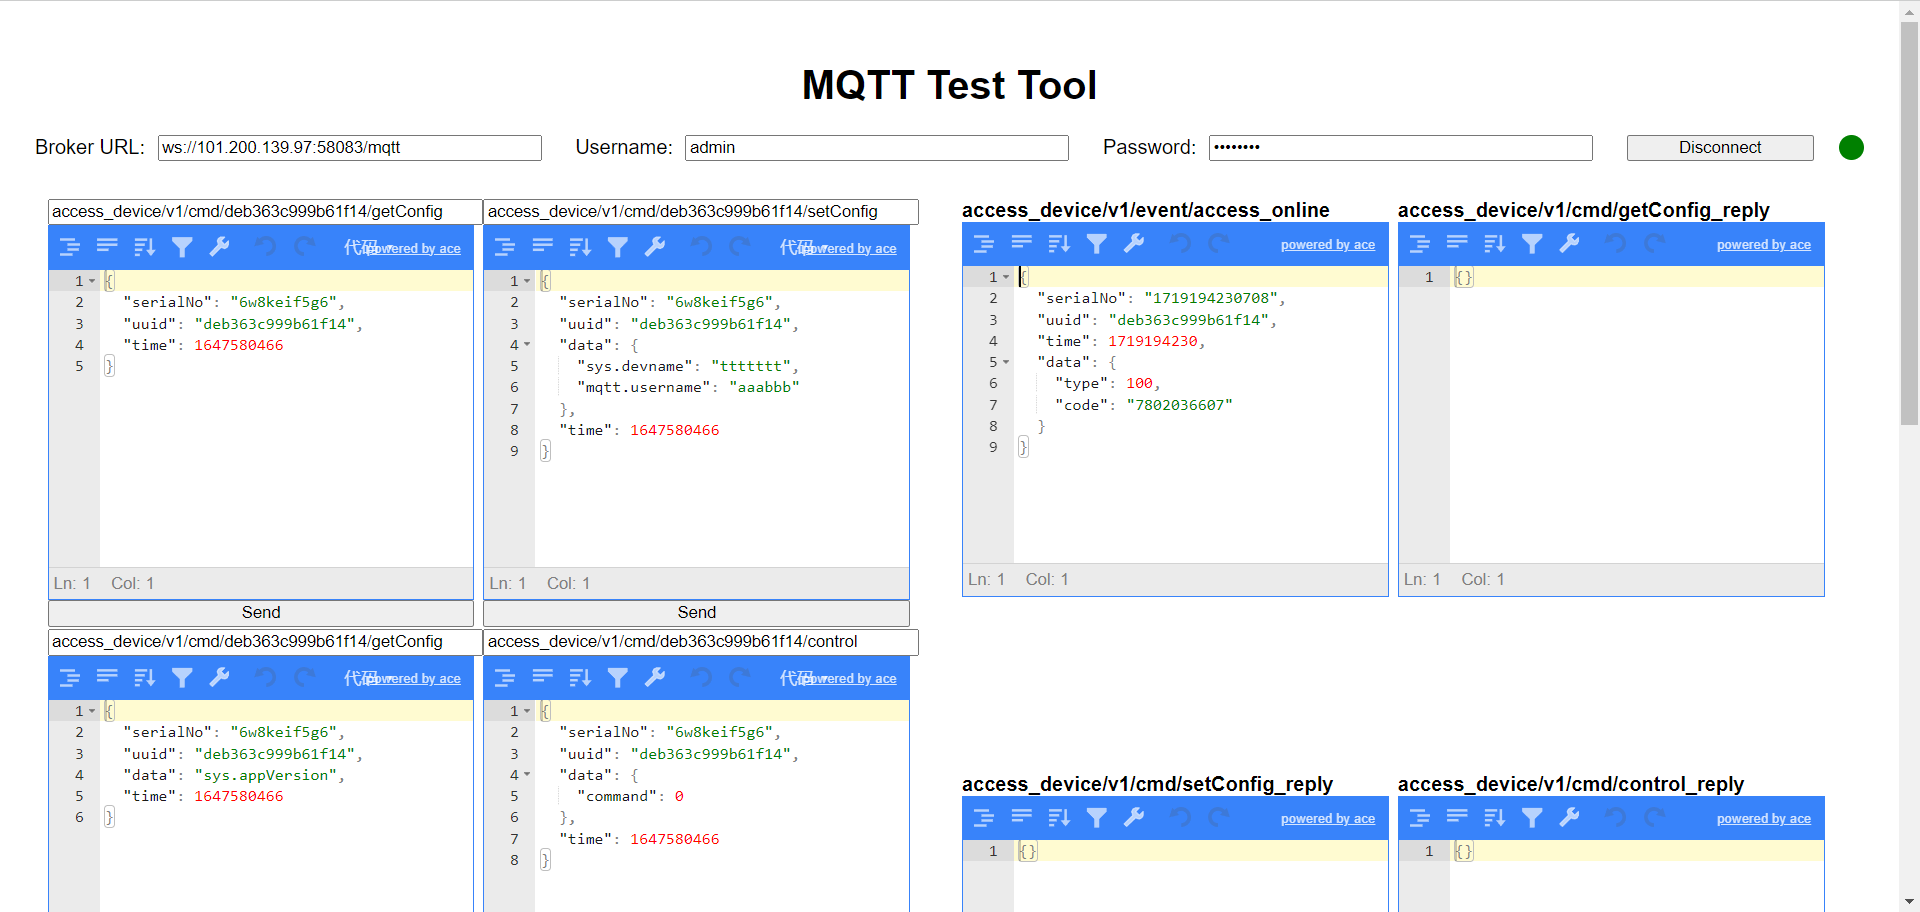 MQTT Test Tool
Broker URL: ws://101.200.139.97:58083/mqtt Username: admin Password: •••••••• Disconnect
access_device/v1/cmd/deb363c999b61f14/getConfig
代码 powered by ace
1 {
2 "serialNo": "6w8keif5g6",
3 "uuid": "deb363c999b61f14",
4 "time": 1647580466
5 }
Ln: 1 Col: 1
Send
access_device/v1/cmd/deb363c999b61f14/setConfig
代码 powered by ace
1 {
2 "serialNo": "6w8keif5g6",
3 "uuid": "deb363c999b61f14",
4 "data": {
5 "sys.devname": "ttttttt",
6 "mqtt.username": "aaabbb"
7 },
8 "time": 1647580466
9 }
Ln: 1 Col: 1
Send
access_device/v1/event/access_online
powered by ace
1 {
2 "serialNo": "1719194230708",
3 "uuid": "deb363c999b61f14",
4 "time": 1719194230,
5 "data": {
6 "type": 100,
7 "code": "7802036607"
8 }
9 }
Ln: 1 Col: 1
access_device/v1/cmd/getConfig_reply
powered by ace
1 {}
Ln: 1 Col: 1
access_device/v1/cmd/deb363c999b61f14/getConfig
代码 powered by ace
1 {
2 "serialNo": "6w8keif5g6",
3 "uuid": "deb363c999b61f14",
4 "data": "sys.appVersion",
5 "time": 1647580466
6 }
access_device/v1/cmd/deb363c999b61f14/control
代码 powered by ace
1 {
2 "serialNo": "6w8keif5g6",
3 "uuid": "deb363c999b61f14",
4 "data": {
5 "command": 0
6 },
7 "time": 1647580466
8 }
access_device/v1/cmd/setConfig_reply
powered by ace
1 {}
access_device/v1/cmd/control_reply
powered by ace
1 {}